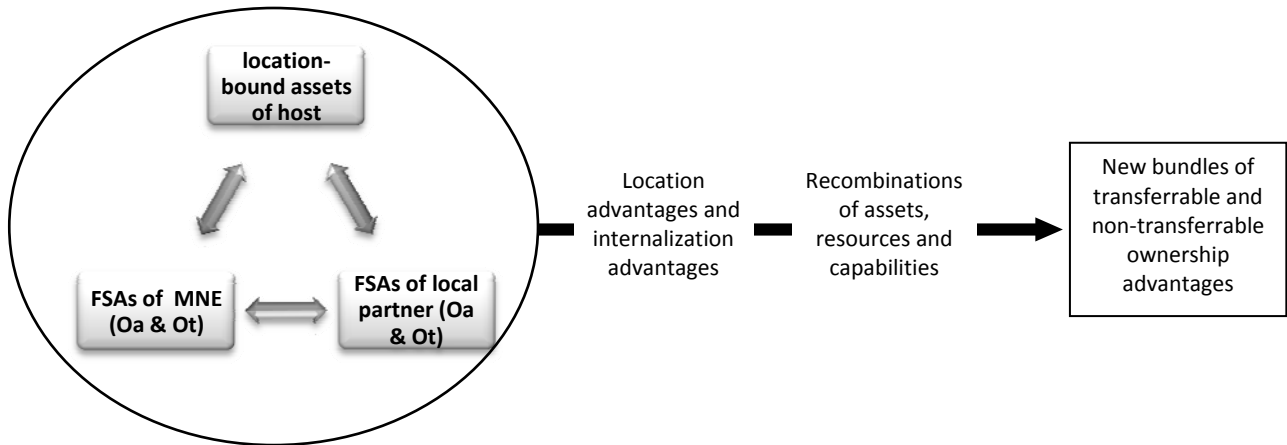 location-
bound assets
of host
FSAs of MNE
(Oa & Ot)
FSAs of local
partner (Oa
& Ot)
Location
advantages and
internalization
advantages
Recombinations
of assets,
resources and
capabilities
New bundles of
transferrable and
non-transferrable
ownership
advantages